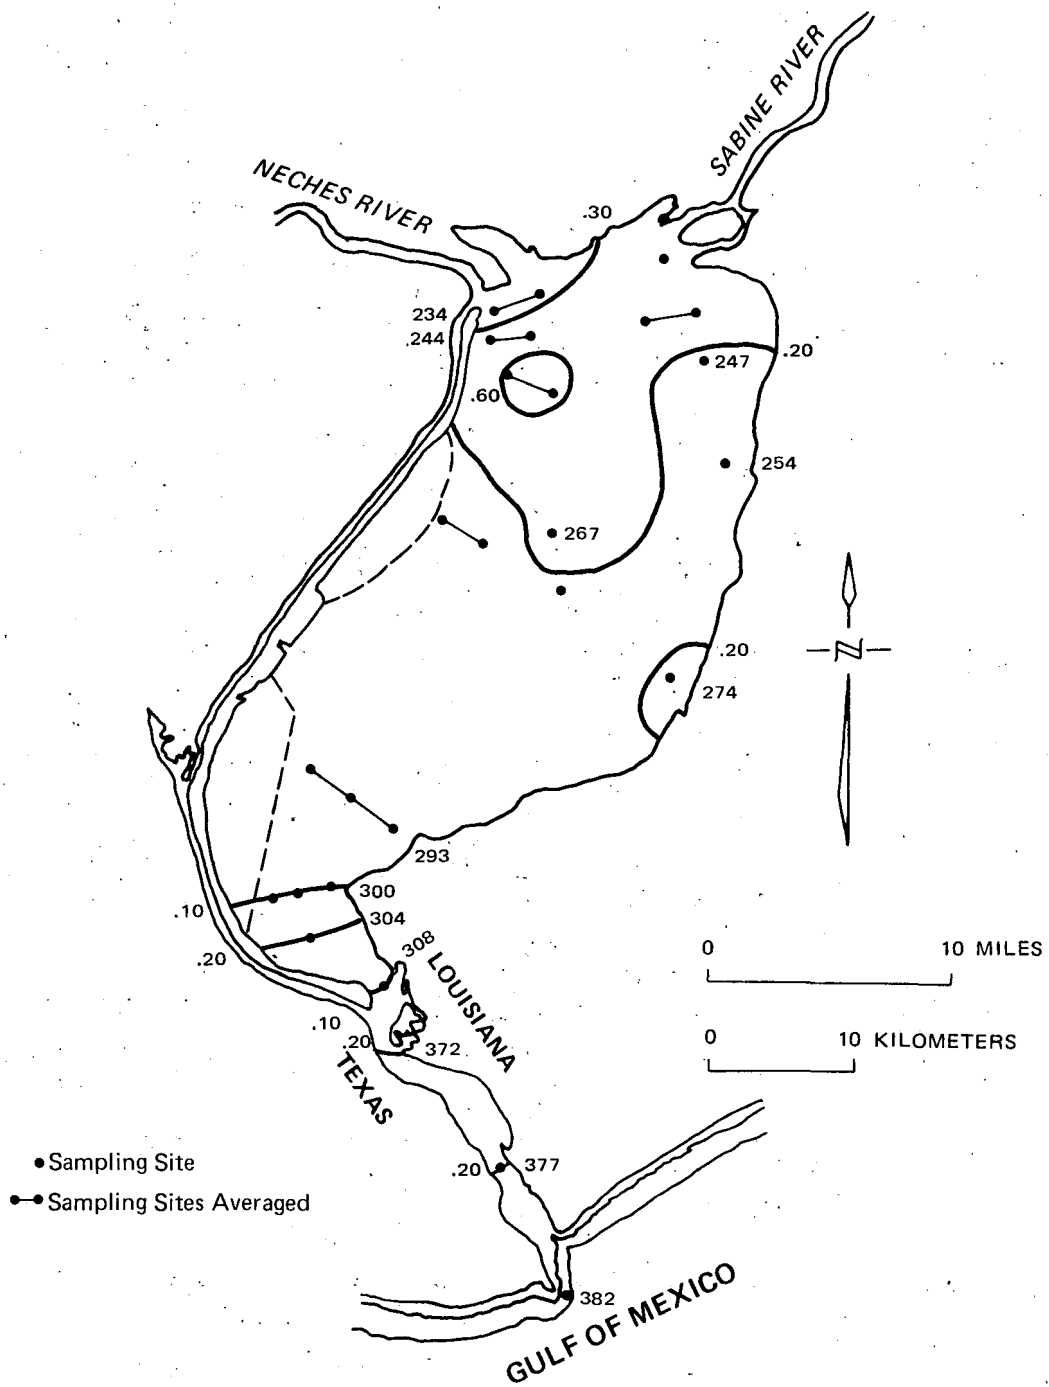 SABINE RIVER
NECHES RIVER
.30
234
244
.20
247
.60
254
267
.20
274
293
300
.10
304
308
.20
LOUISIANA
0 10 MILES
.10
.20
372
0 10 KILOMETERS
TEXAS
• Sampling Site
.20 377
Sampling Sites Averaged
382
GULF OF MEXICO
N